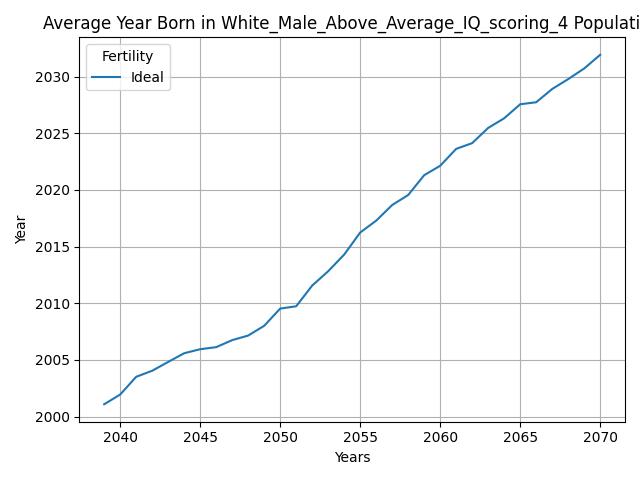 Average Year Born in White_Male_Above_Average_IQ_scoring_4 Populati
Fertility
Ideal
2030
2025
2020
2015
2010
2005
2000
Year
2040 2045 2050 2055 2060 2065 2070
Years